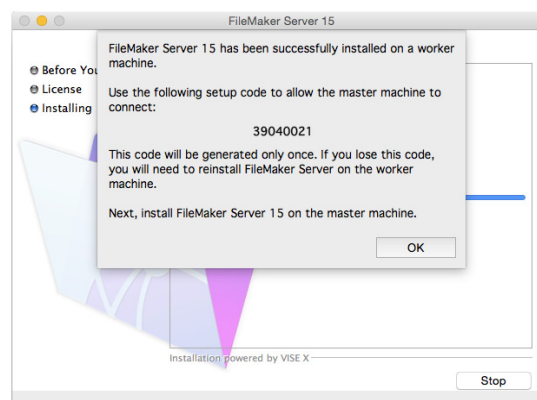 FileMaker Server 15
FileMaker Server 15 has been successfully installed on a worker
machine.
Use the following setup code to allow the master machine to
connect:
39040021
This code will be generated only once. If you lose this code,
you will need to reinstall FileMaker Server on the worker
machine.
Next, install FileMaker Server 15 on the master machine.
OK
Before You
License
Installing
Installation powered by VISE X
Stop